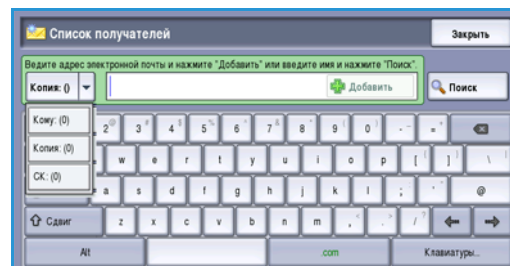 Список получателей
Закрыть
Ведите адрес электронной почты и нажмите "Добавить" или введите имя и нажмите "Поиск".
Копия: ()
Добавить
Поиск
Кому: (0)
Копия: (0)
СК: (0)
2 @ 3 # 4 $ 5 % 6 ^ 7 & 8 * 9 ( 0 ) - _ = +
w e r t y u i o p [ { ] } \ |
a s d f g h j k l ; : ' " @
Сдвиг z x c v b n m , < . > / ?
Alt .com Клавиатуры..